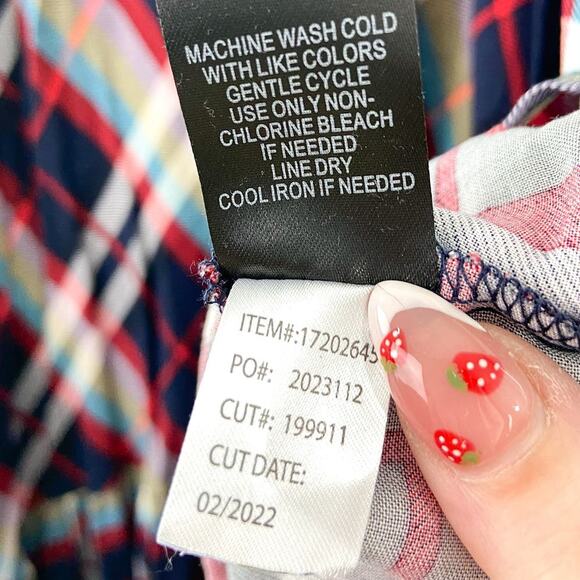 MACHINE WASH COLD
WITH LIKE COLORS
GENTLE CYCLE
USE ONLY NON-
CHLORINE BLEACH
IF NEEDED
LINE DRY
COOL IRON IF NEEDED
ITEM#:17202645
PO#: 2023112
CUT#: 199911
CUT DATE:
02/2022